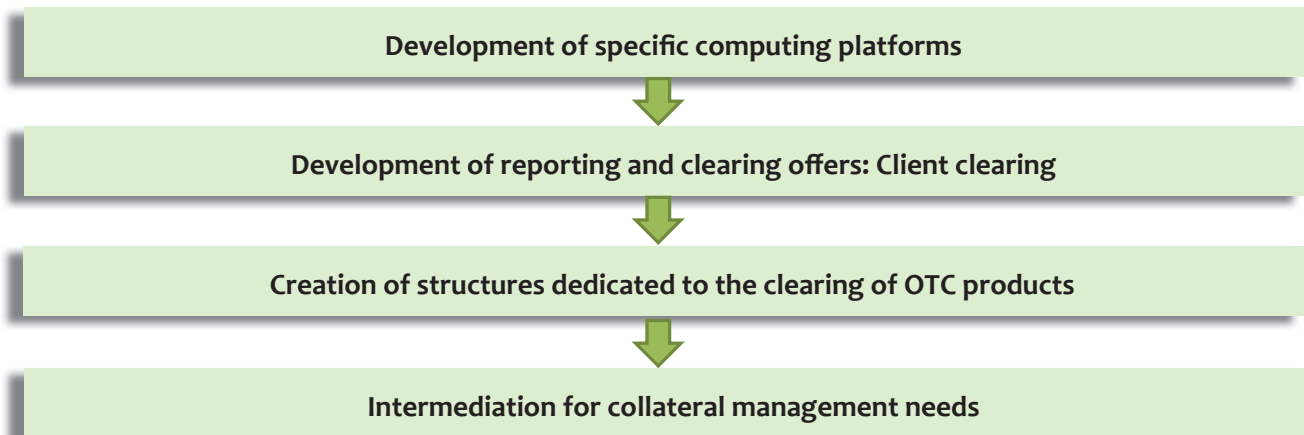 Development of specific computing platforms
Development of reporting and clearing offers: Client clearing
Creation of structures dedicated to the clearing of OTC products
Intermediation for collateral management needs